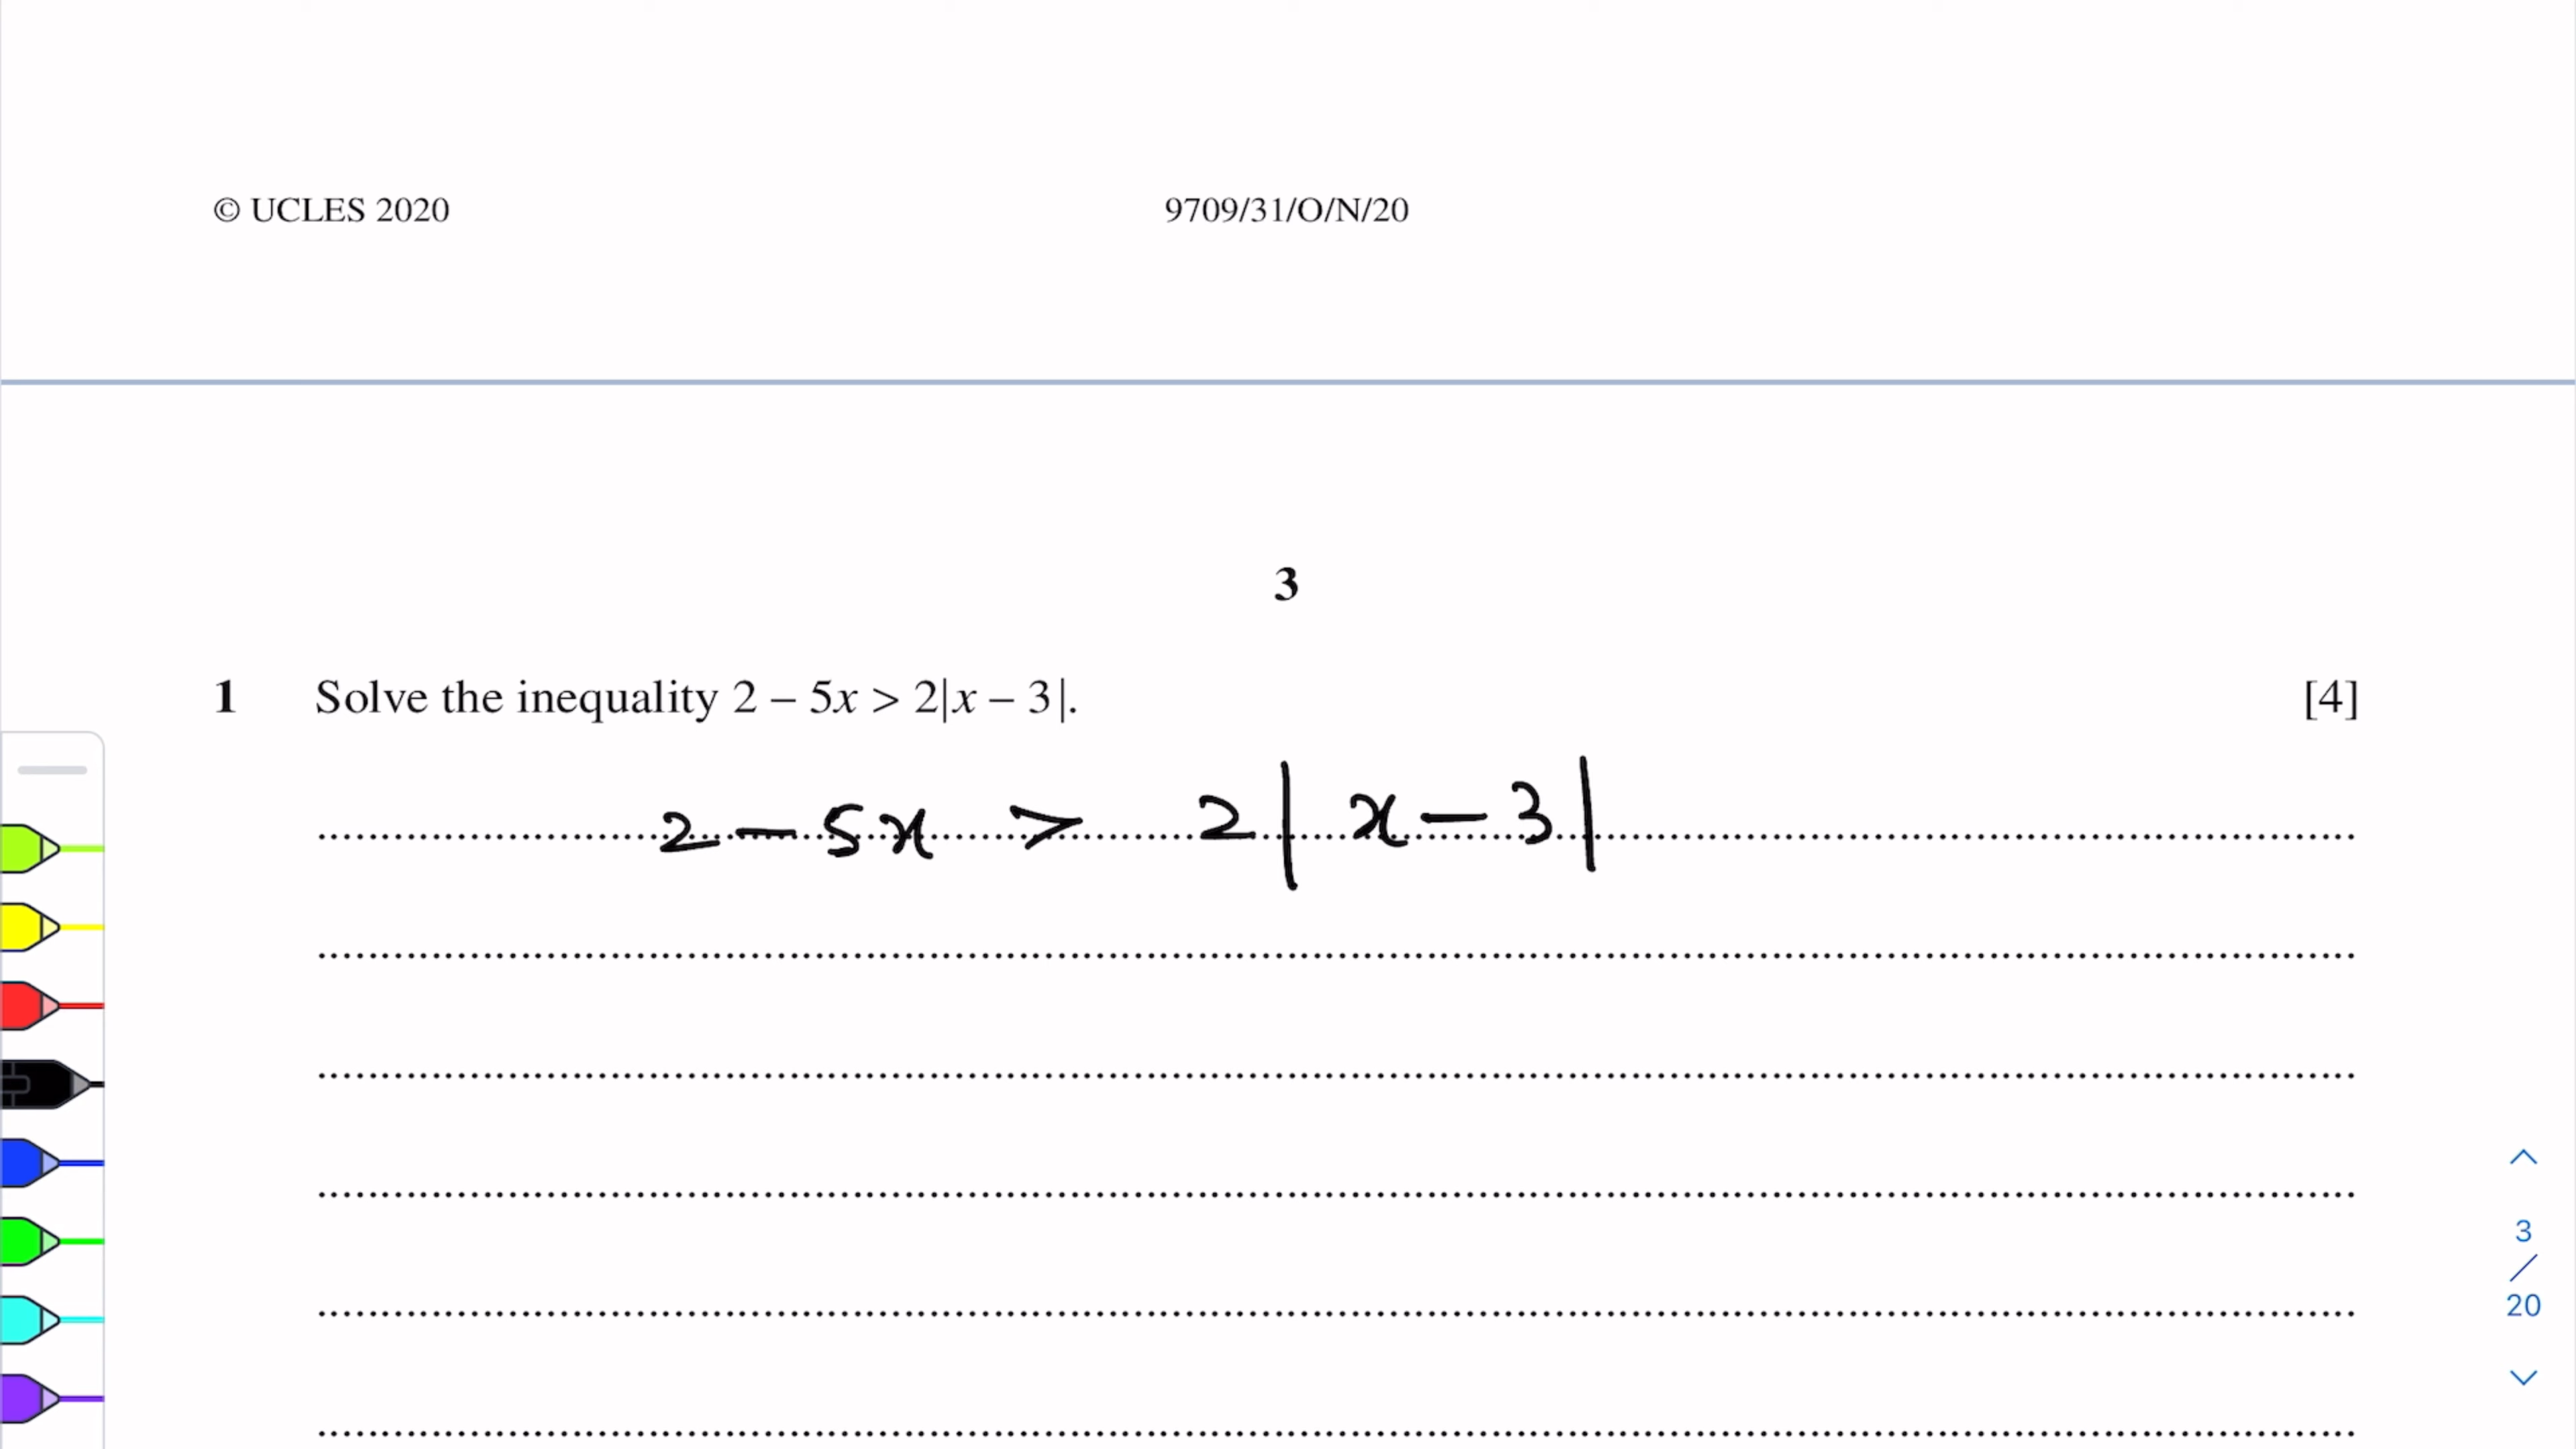 © UCLES 2020 9709/31/O/N/20
3
1 Solve the inequality 2 – 5x > 2|x – 3|. [4]
2 – 5x > 2| x – 3|
3
/
20